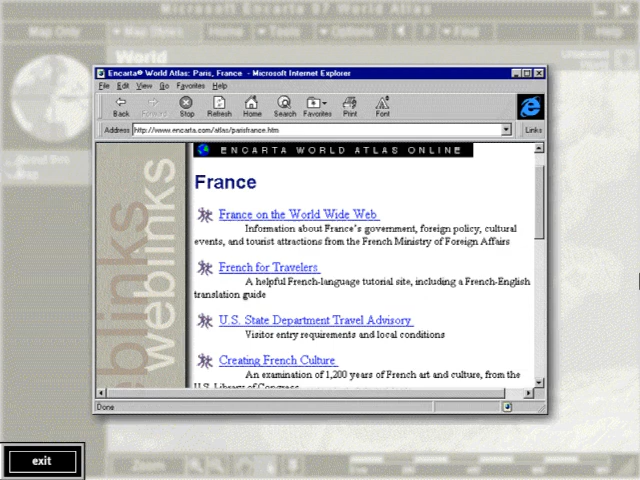 Microsoft Encarta 97 World Atlas
Map Only
Tools
Options
Find
Help
World
Encarta® World Atlas: Paris, France - Microsoft Internet Explorer
File Edit View Go Favorites Help
Back Forward Stop Refresh Home Search Favorites Print Font
Address http://www.encarta.com/atlas/parisfrance.htm Links
ENCARTA WORLD ATLAS ONLINE
weblinks
weblinks
France
France on the World Wide Web
Information about France's government, foreign policy, cultural
events, and tourist attractions from the French Ministry of Foreign Affairs
French for Travelers
A helpful French-language tutorial site, including a French-English
translation guide
U.S. State Department Travel Advisory
Visitor entry requirements and local conditions
Creating French Culture
An examination of 1,200 years of French art and culture, from the
U.S. Library of Congress
Done
exit
Zoom